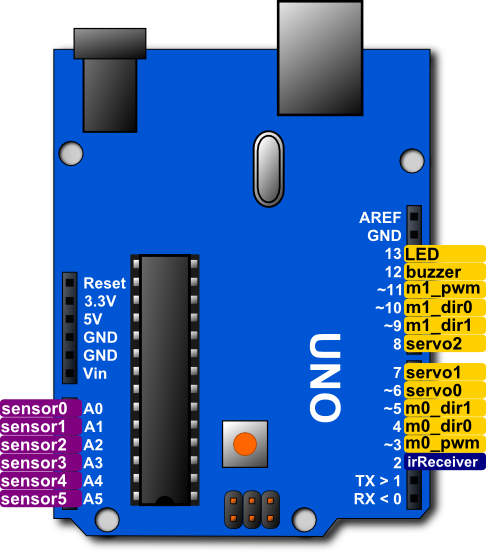 AREF
GND
13 LED
12 buzzer
~11 m1_pwm
~10 m1_dir0
~9 m1_dir1
8 servo2
7 servo1
~6 servo0
~5 m0_dir1
4 m0_dir0
~3 m0_pwm
2 irReceiver
TX > 1
RX < 0
UNO
Reset
3.3V
5V
GND
GND
Vin
sensor0 A0
sensor1 A1
sensor2 A2
sensor3 A3
sensor4 A4
sensor5 A5